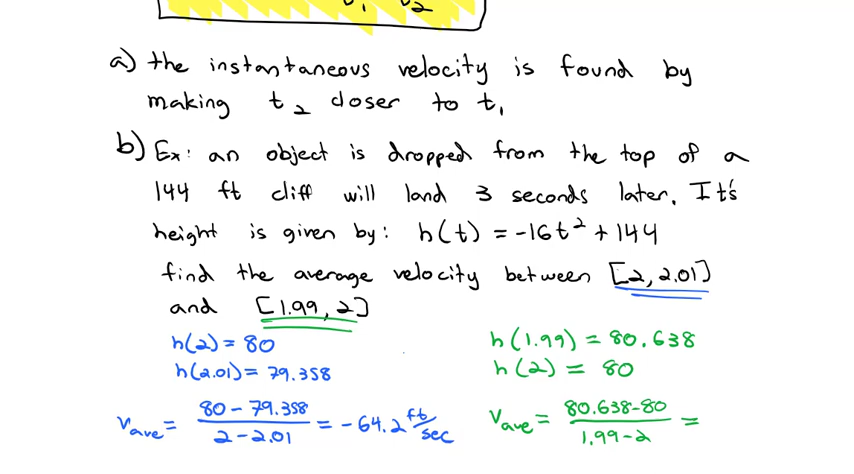 a) the instantaneous velocity is found by
making t₂ closer to t₁
b) Ex: an object is dropped from the top of a
144 ft cliff will land 3 seconds later. It's
height is given by: h(t) = -16t² + 144
find the average velocity between [2, 2.01]
and [1.99, 2]
h(2) = 80
h(2.01) = 79.358
v_ave = (80 - 79.358)/(2 - 2.01) = -64.2 ft/sec
h(1.99) = 80.638
h(2) = 80
v_ave = (80.638 - 80)/(1.99 - 2) =